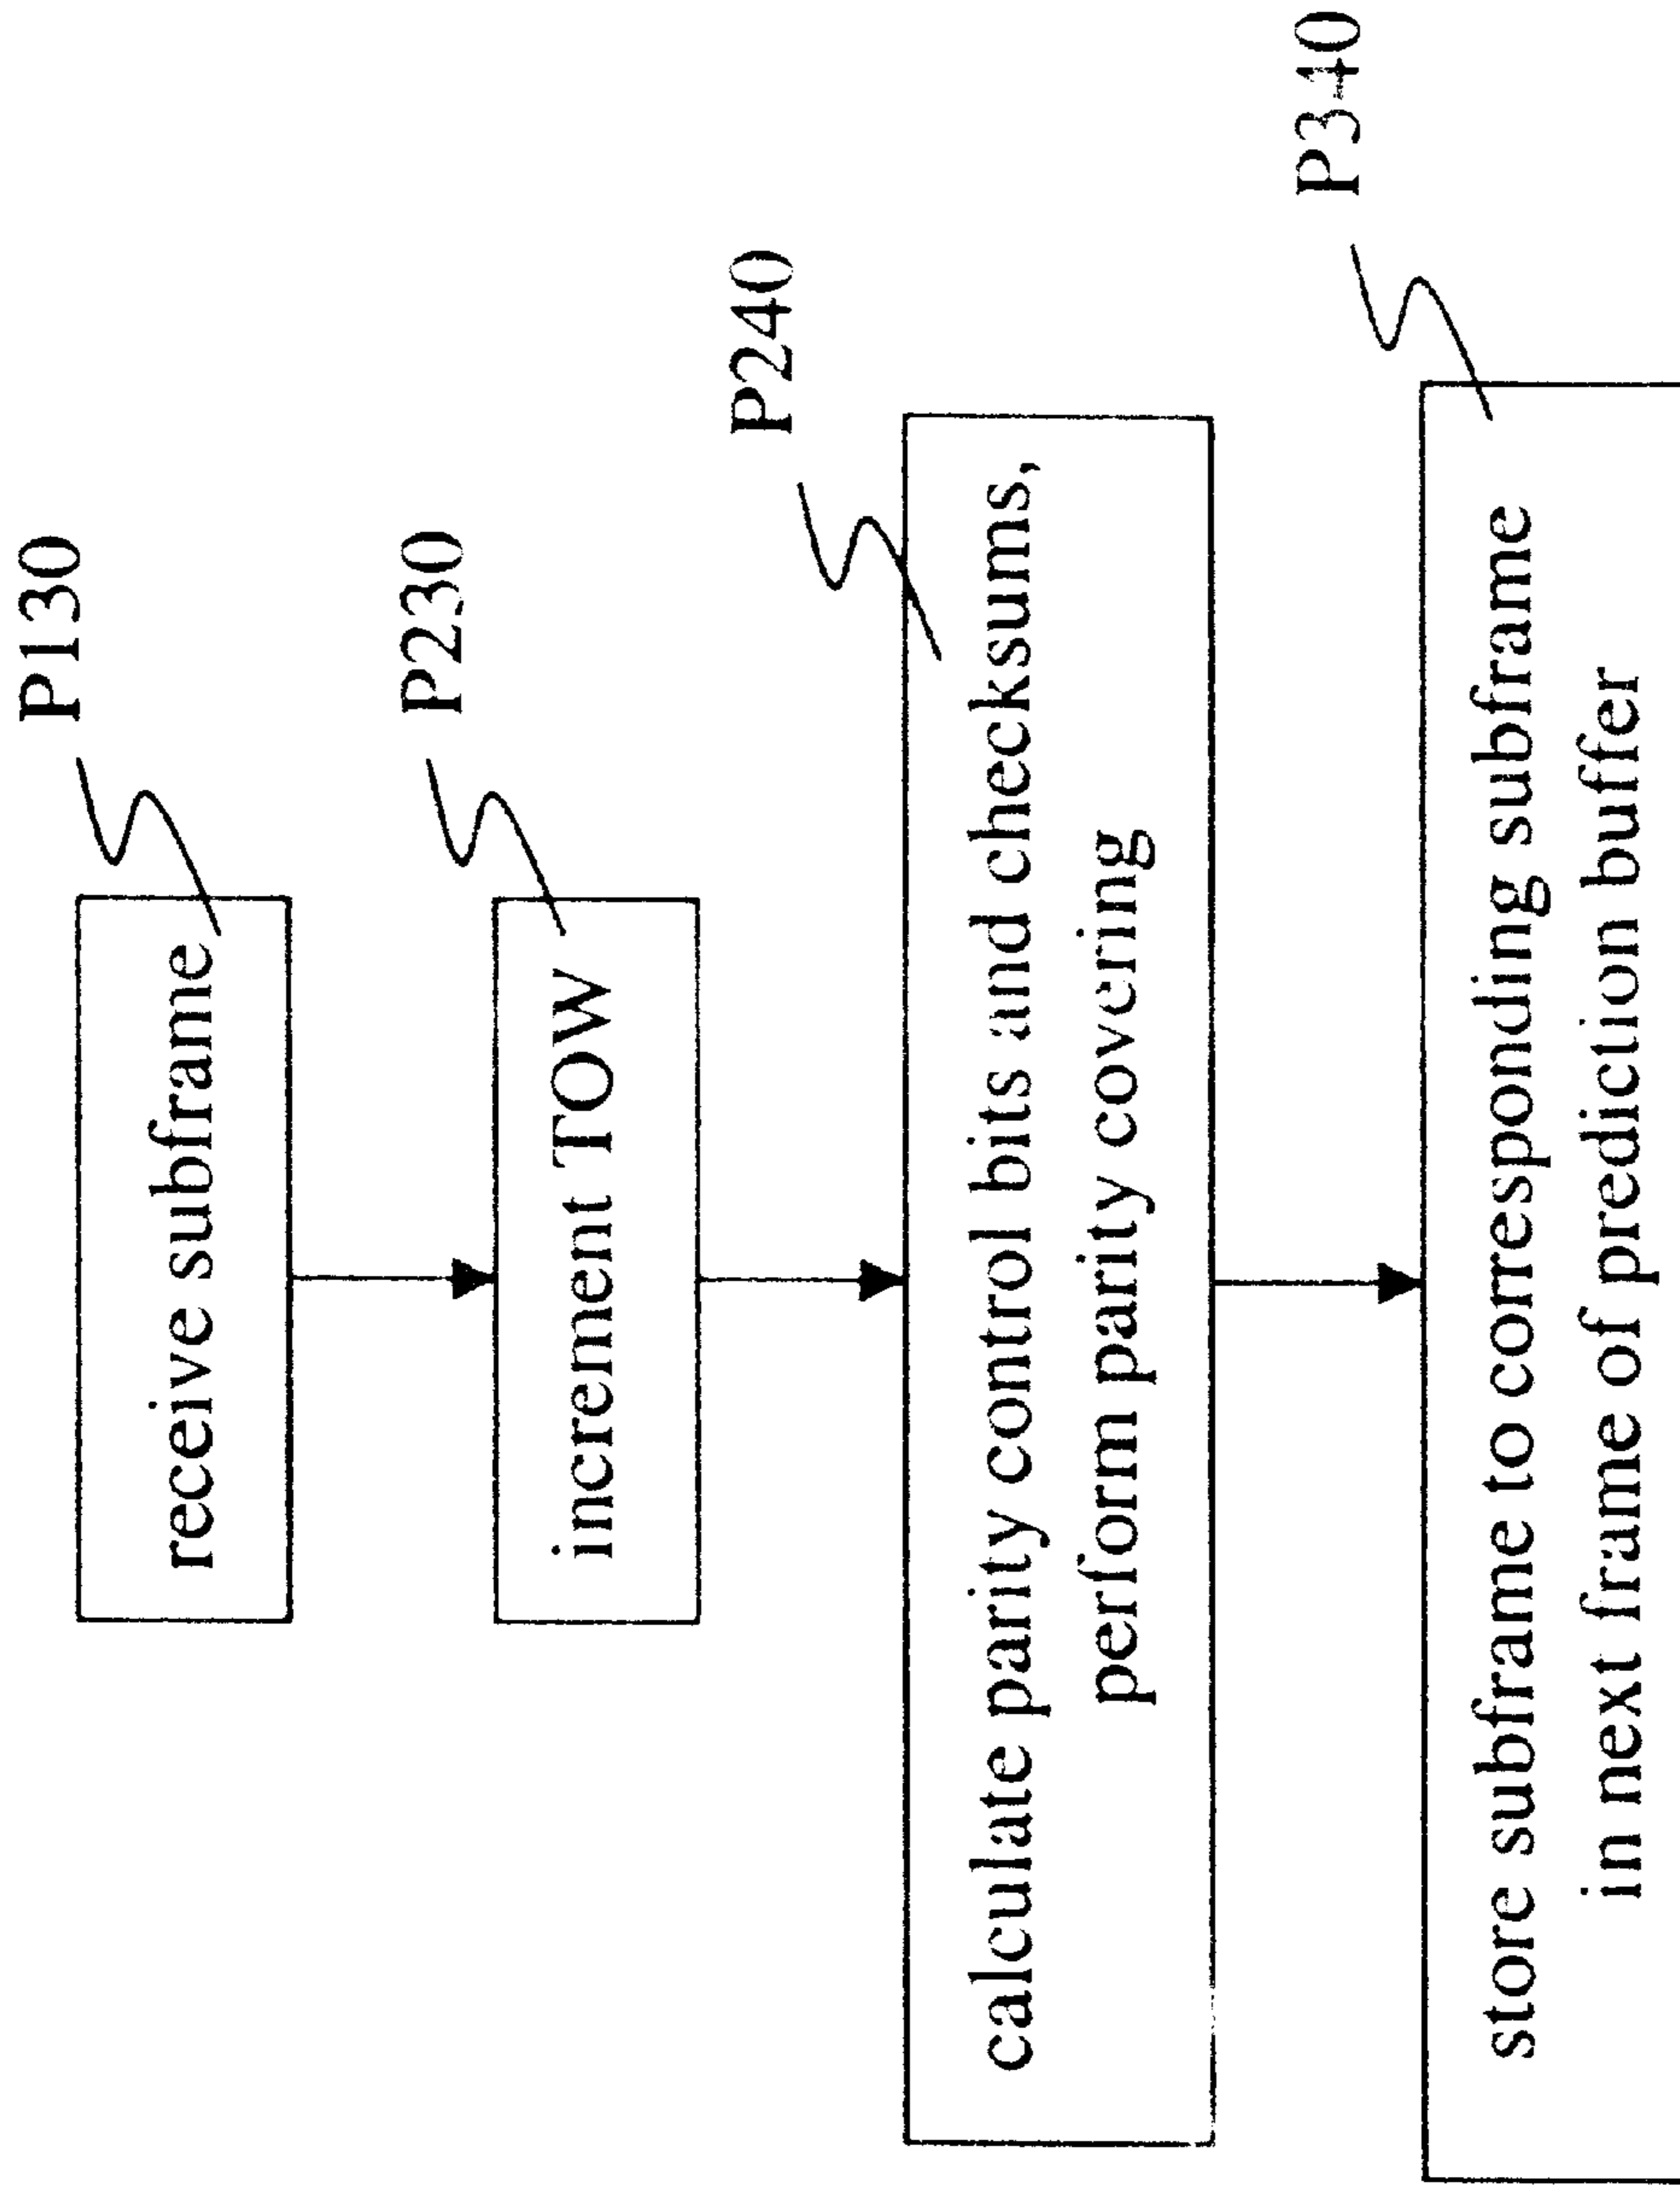 P130
receive subframe
P230
increment TOW
P240
calculate parity control bits and checksums,
perform parity covering
P340
store subframe to corresponding subframe
in next frame of prediction buffer